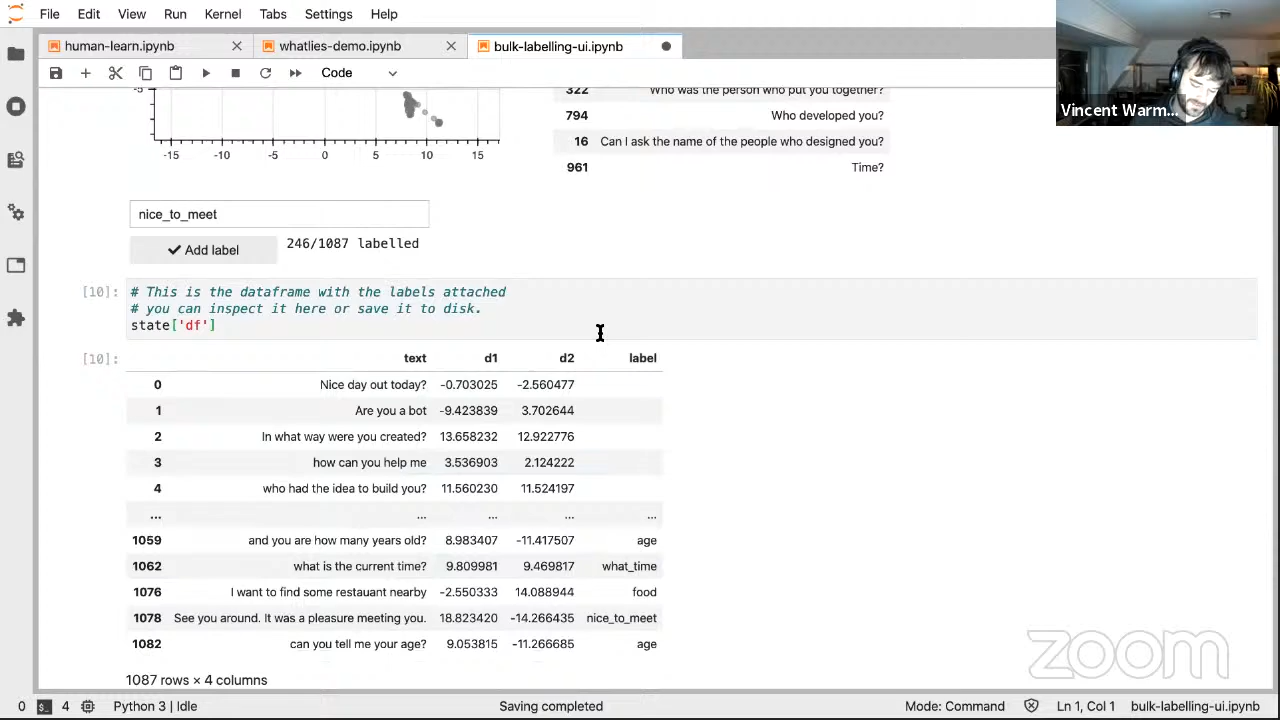 File Edit View Run Kernel Tabs Settings Help
human-learn.ipynb whatlies-demo.ipynb bulk-labelling-ui.ipynb
Code
Vincent Warm...
-5
-15 -10 -5 0 5 10 15
322 Who was the person who put you together?
794 Who developed you?
16 Can I ask the name of the people who designed you?
961 Time?
nice_to_meet
Add label 246/1087 labelled
[10]: # This is the dataframe with the labels attached
# you can inspect it here or save it to disk.
state['df']
[10]: text d1 d2 label
0 Nice day out today? -0.703025 -2.560477
1 Are you a bot -9.423839 3.702644
2 In what way were you created? 13.658232 12.922776
3 how can you help me 3.536903 2.124222
4 who had the idea to build you? 11.560230 11.524197
... ... ... ... ...
1059 and you are how many years old? 8.983407 -11.417507 age
1062 what is the current time? 9.809981 9.469817 what_time
1076 I want to find some restauant nearby -2.550333 14.088944 food
1078 See you around. It was a pleasure meeting you. 18.823420 -14.266435 nice_to_meet
1082 can you tell me your age? 9.053815 -11.266685 age
1087 rows × 4 columns
zoom
0 4 Python 3 | Idle Saving completed Mode: Command Ln 1, Col 1 bulk-labelling-ui.ipynb